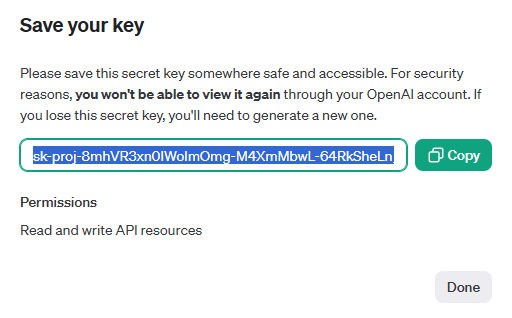 Save your key
Please save this secret key somewhere safe and accessible. For security
reasons, you won't be able to view it again through your OpenAI account. If
you lose this secret key, you'll need to generate a new one.
sk-proj-8mhVR3xn0IWoImOmg-M4XmMbwL-64RkSheLn
Copy
Permissions
Read and write API resources
Done